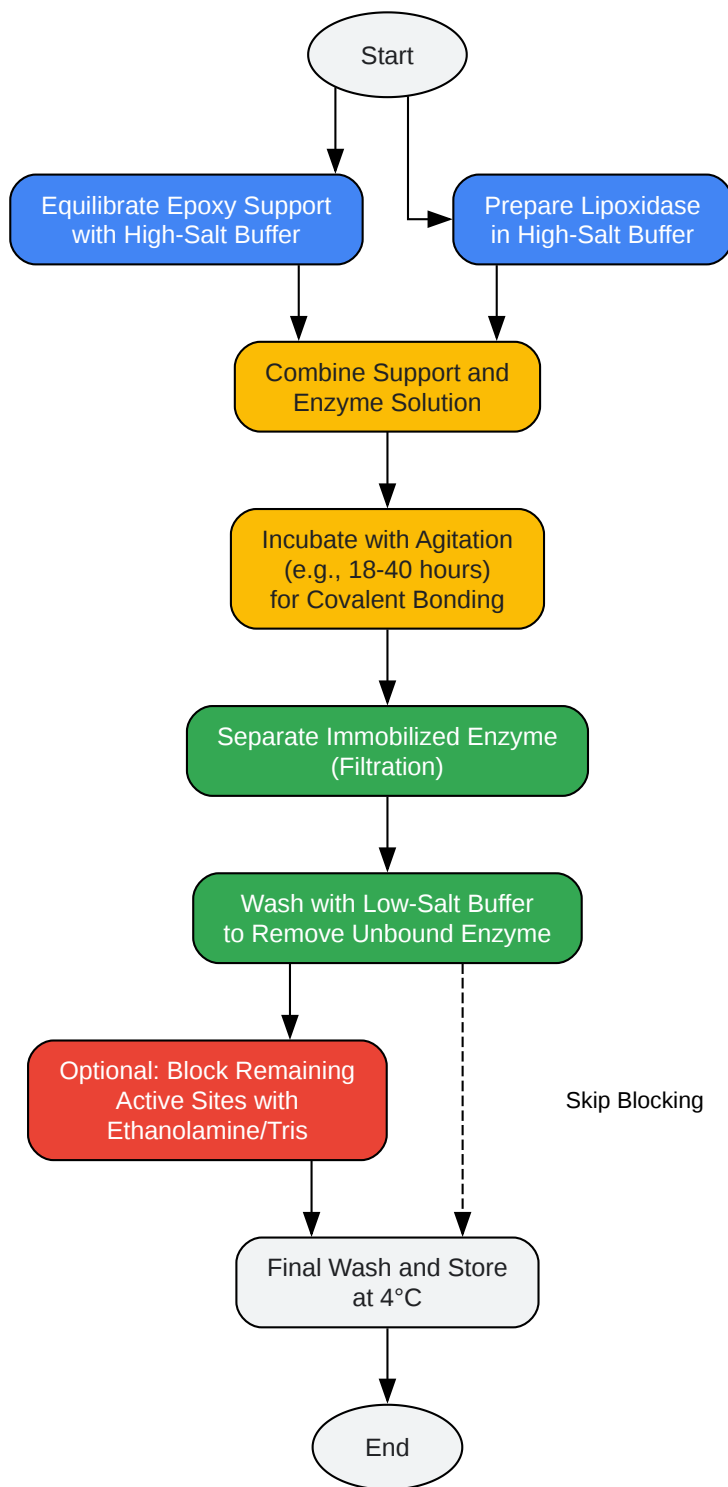 Start
Equilibrate Epoxy Support
with High-Salt Buffer
Prepare Lipoxidase
in High-Salt Buffer
Combine Support and
Enzyme Solution
Incubate with Agitation
(e.g., 18-40 hours)
for Covalent Bonding
Separate Immobilized Enzyme
(Filtration)
Wash with Low-Salt Buffer
to Remove Unbound Enzyme
Optional: Block Remaining
Active Sites with
Ethanolamine/Tris
Skip Blocking
Final Wash and Store
at 4°C
End